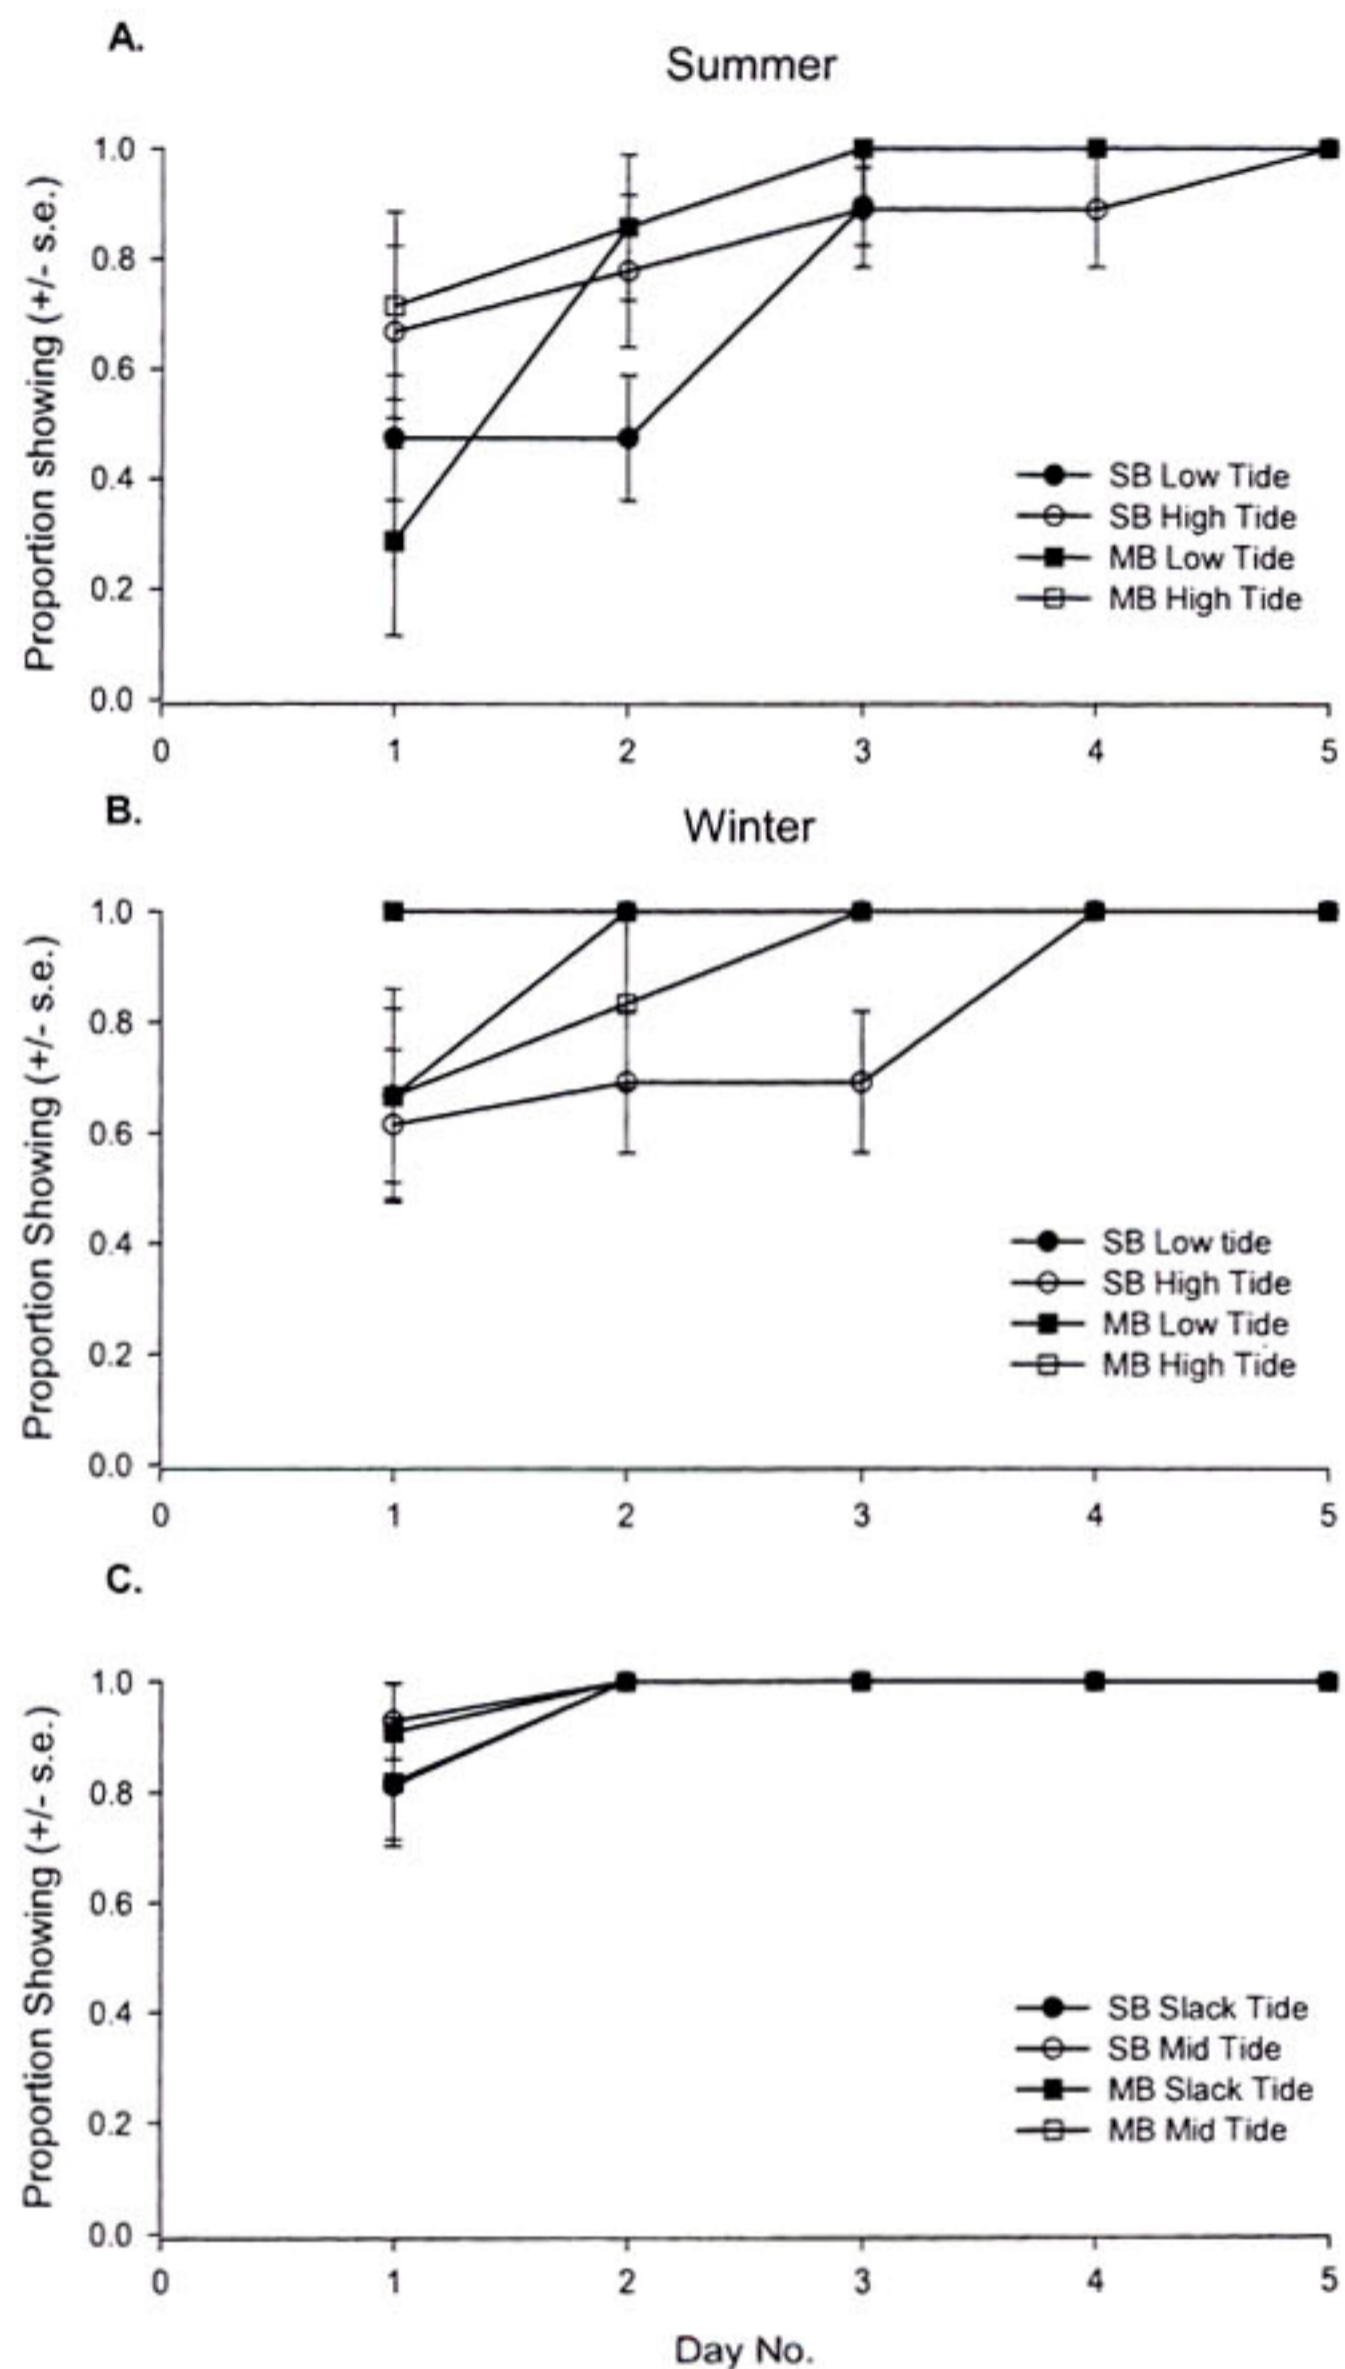 A.
Summer
Proportion showing (+/- s.e.)
1.0
0.8
0.6
0.4
0.2
0.0
SB Low Tide
SB High Tide
MB Low Tide
MB High Tide
0 1 2 3 4 5
B.
Winter
Proportion Showing (+/- s.e.)
1.0
0.8
0.6
0.4
0.2
0.0
SB Low tide
SB High Tide
MB Low Tide
MB High Tide
0 1 2 3 4 5
C.
Proportion Showing (+/- s.e.)
1.0
0.8
0.6
0.4
0.2
0.0
SB Slack Tide
SB Mid Tide
MB Slack Tide
MB Mid Tide
0 1 2 3 4 5
Day No.